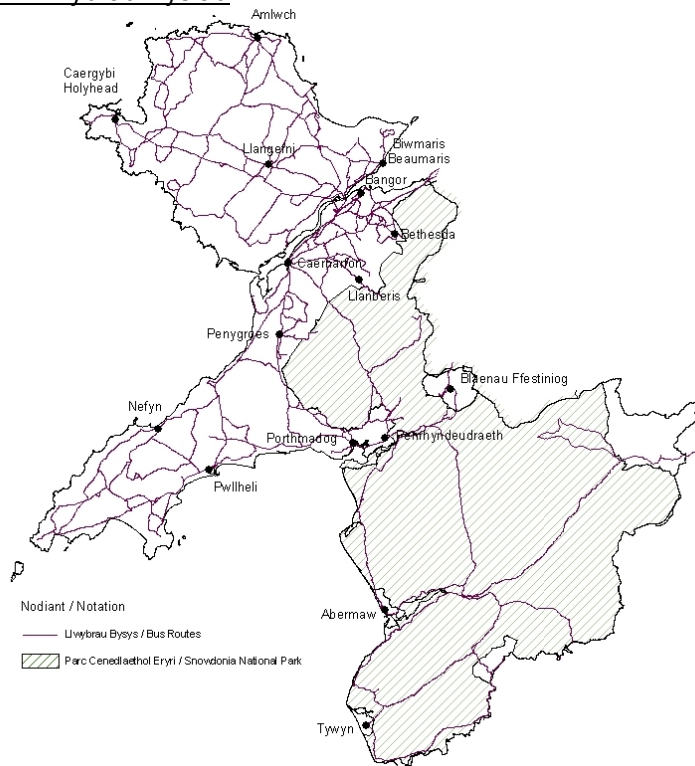 Amlwch
Caergybi
Holyhead
Llangefni
Biwmaris
Beaumaris
Bangor
Bethesda
Caernarfon
Llanberis
Penygroes
Blaenau Ffestiniog
Nefyn
Porthmadog
Penrhyndeudraeth
Pwllheli
Nodiant / Notation
Abermaw
Llwybrau Bysys / Bus Routes
Parc Cenedlaethol Eryri / Snowdonia National Park
Tywyn